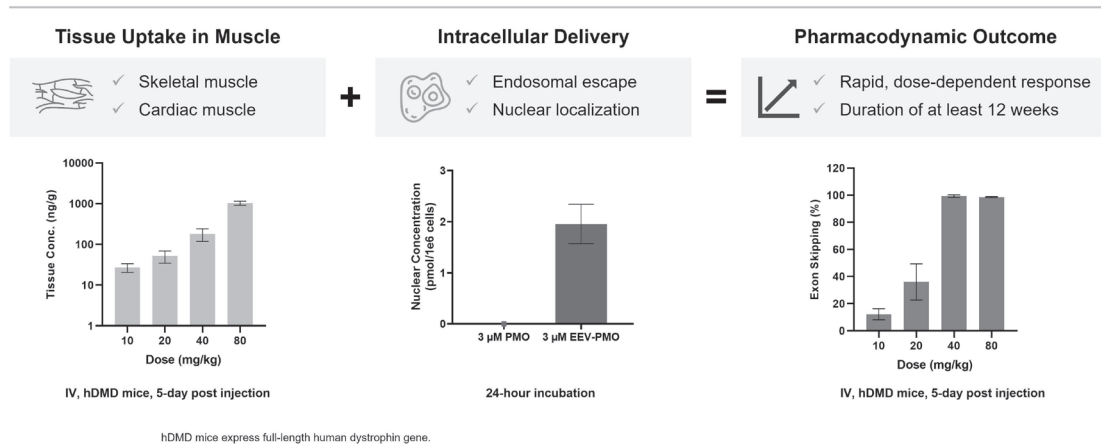 Tissue Uptake in Muscle
✓ Skeletal muscle
✓ Cardiac muscle
+
Intracellular Delivery
✓ Endosomal escape
✓ Nuclear localization
=
Pharmacodynamic Outcome
✓ Rapid, dose-dependent response
✓ Duration of at least 12 weeks
Tissue Conc. (ng/g)
10000
1000
100
10
1
10 20 40 80
Dose (mg/kg)
IV, hDMD mice, 5-day post injection
Nuclear Concentration
(pmol/1e6 cells)
3
2
1
0
3 µM PMO 3 µM EEV-PMO
24-hour incubation
Exon Skipping (%)
120
100
80
60
40
20
0
10 20 40 80
Dose (mg/kg)
IV, hDMD mice, 5-day post injection
hDMD mice express full-length human dystrophin gene.